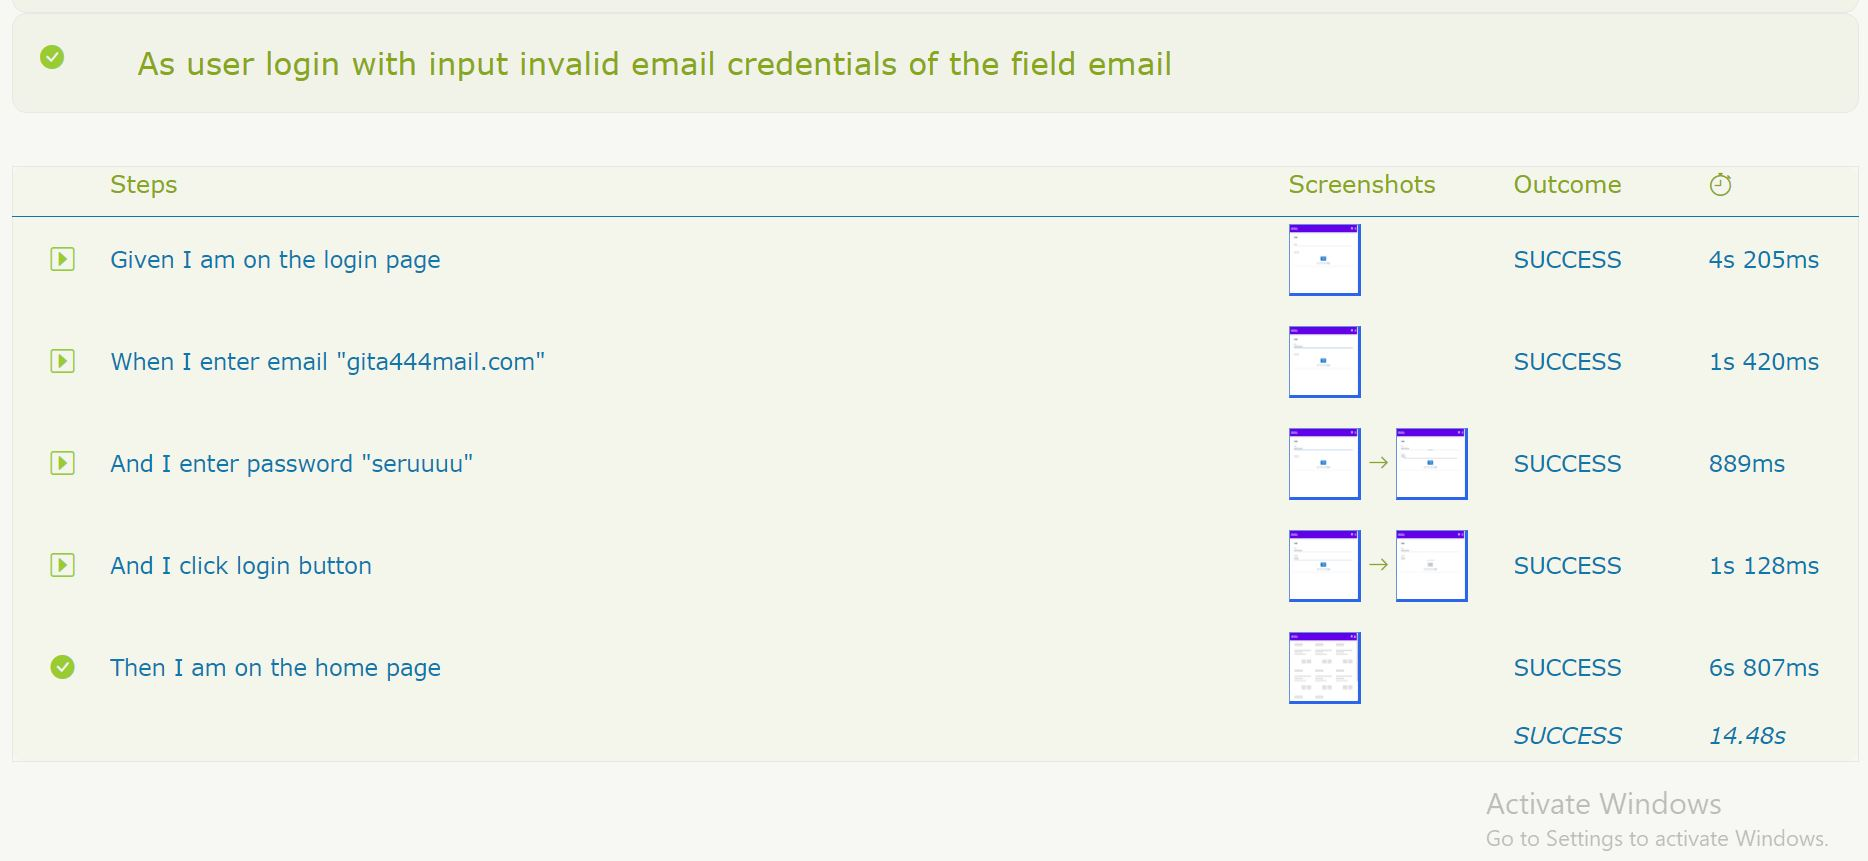 As user login with input invalid email credentials of the field email
Steps Screenshots Outcome
Given I am on the login page SUCCESS 4s 205ms
When I enter email "gita444mail.com" SUCCESS 1s 420ms
And I enter password "seruuuu" SUCCESS 889ms
And I click login button SUCCESS 1s 128ms
Then I am on the home page SUCCESS 6s 807ms
SUCCESS 14.48s
Activate Windows
Go to Settings to activate Windows.